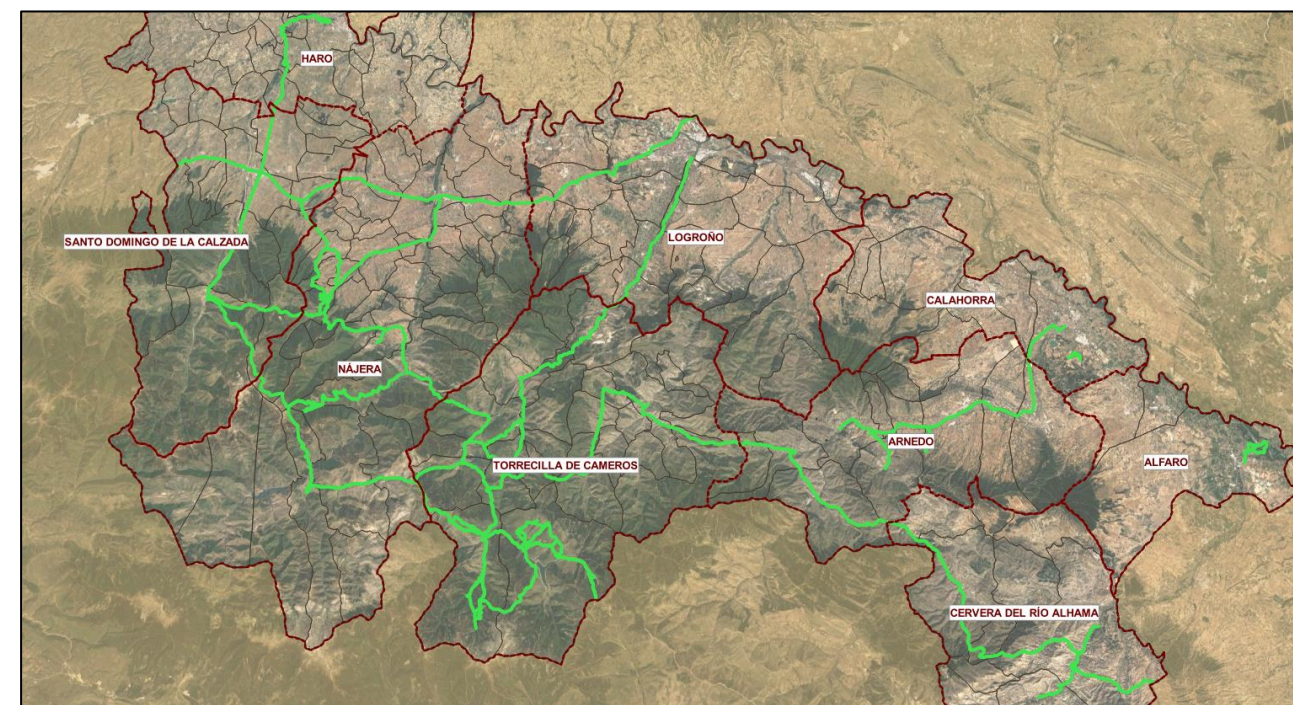 HARO
SANTO DOMINGO DE LA CALZADA
LOGROÑO
CALAHORRA
NÁJERA
ARNEDO
TORRECILLA DE CAMEROS
ALFARO
CERVERA DEL RÍO ALHAMA